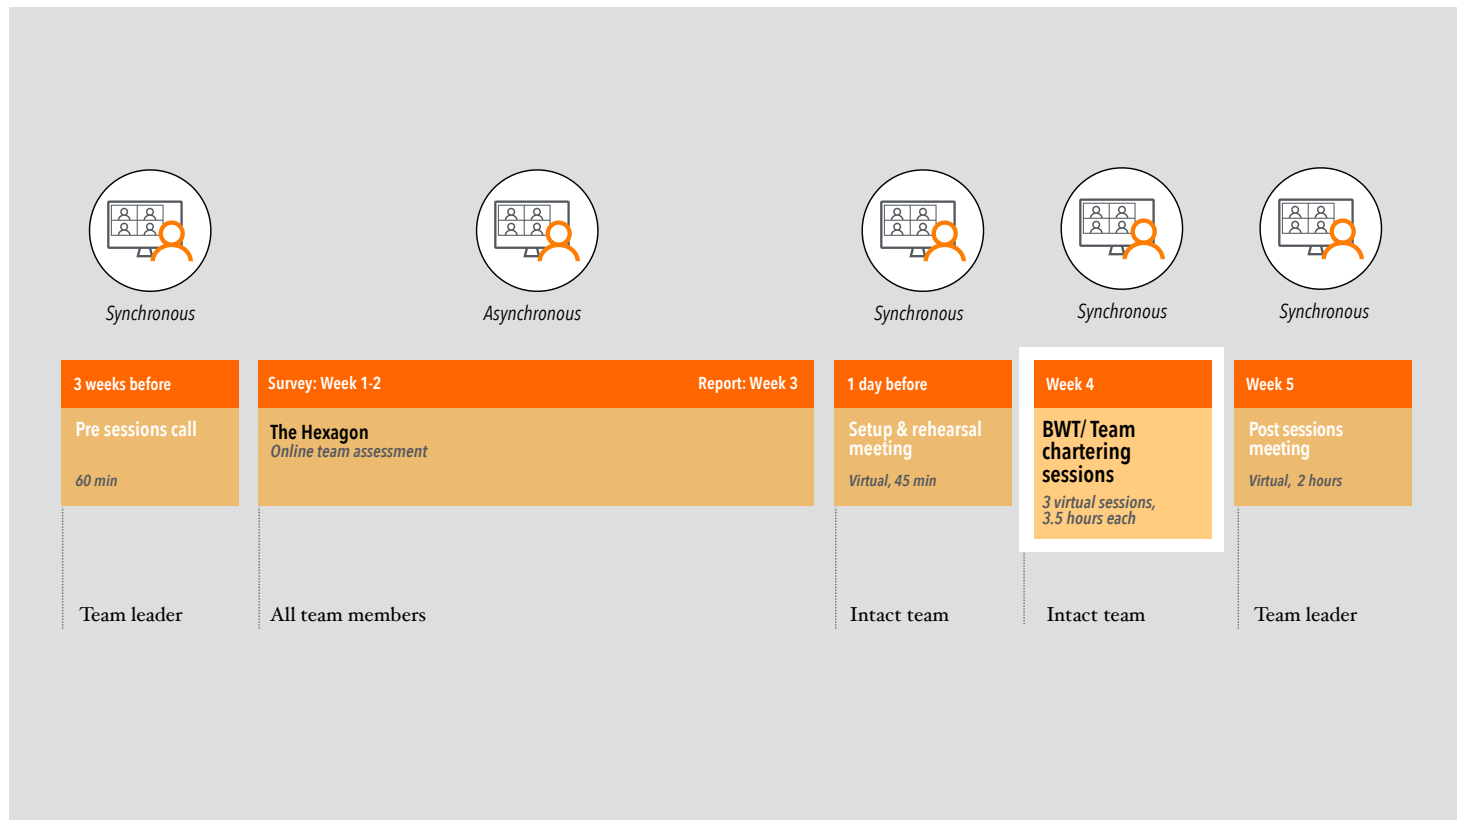 Synchronous
Asynchronous
Synchronous
Synchronous
Synchronous
3 weeks before
Pre sessions call
60 min
Team leader
Survey: Week 1-2
Report: Week 3
The Hexagon
Online team assessment
All team members
1 day before
Setup & rehearsal
meeting
Virtual, 45 min
Intact team
Week 4
BWT/ Team
chartering
sessions
3 virtual sessions,
3.5 hours each
Intact team
Week 5
Post sessions
meeting
Virtual, 2 hours
Team leader